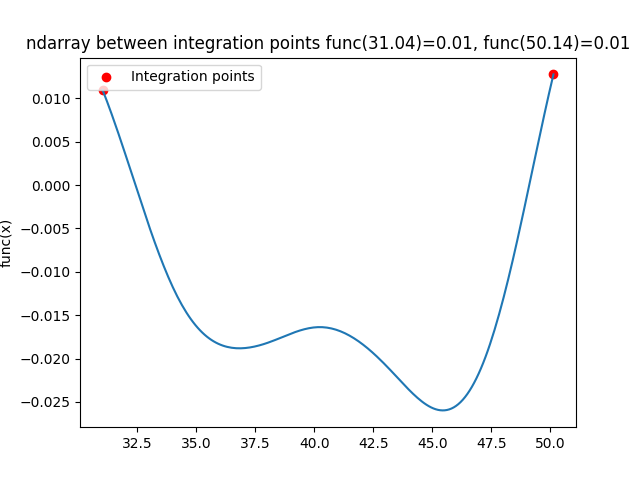 ndarray between integration points func(31.04)=0.01, func(50.14)=0.01
Integration points
0.010
0.005
0.000
−0.005
−0.010
−0.015
−0.020
−0.025
func(x)
32.5 35.0 37.5 40.0 42.5 45.0 47.5 50.0